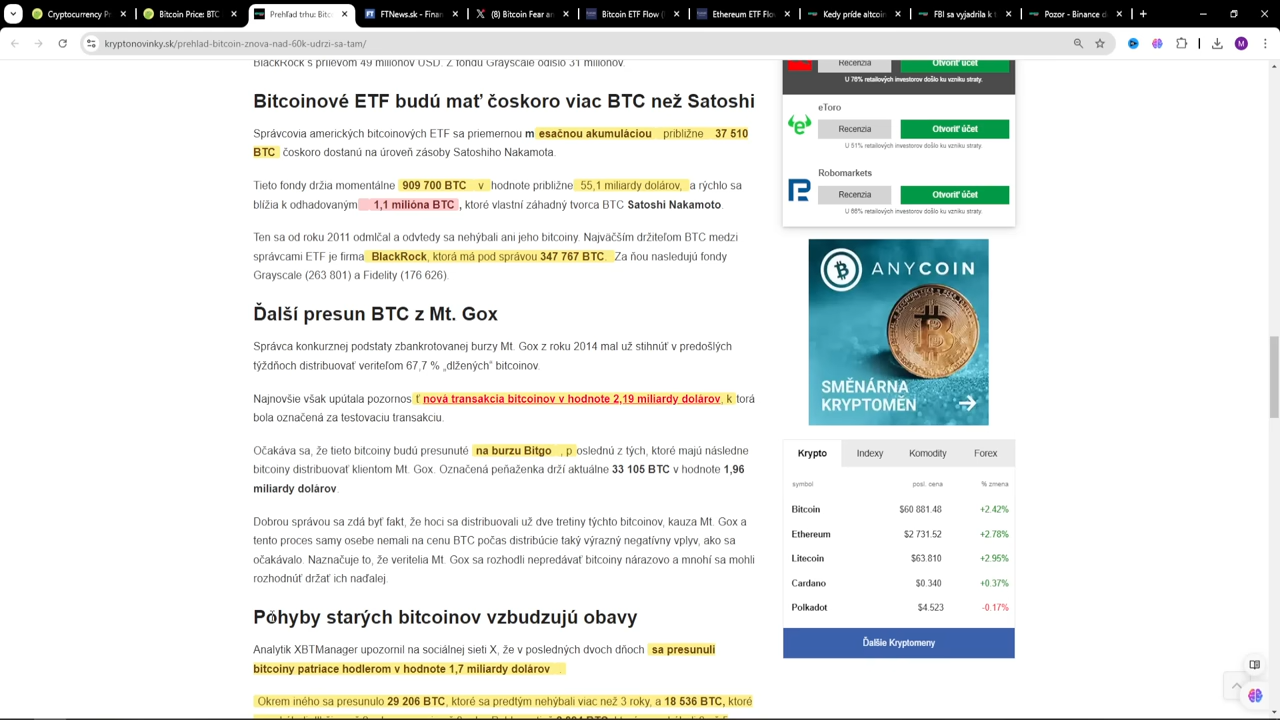 Cryptocurrency Pr
Bitcoin Price: BTC
Prehľad trhu: Bitc
FTNews.sk - Fina
(8) Bitcoin Fear an
Bitcoin ETF Flow (
Ethereum ETF Flo
Kedy príde altcoin
FBI sa vyjadrila k
Pozor - Binance d
kryptonovinky.sk/prehlad-bitcoin-znova-nad-60k-udrzi-sa-tam/
M
BlackRock s prílevom 49 miliónov USD. Z fondu Grayscale odišlo 31 miliónov.
Bitcoinové ETF budú mať čoskoro viac BTC než Satoshi
Správcovia amerických bitcoinových ETF sa priemernou mesačnou akumuláciou približne 37 510
BTC čoskoro dostanú na úroveň zásoby Satoshiho Nakamota.
Tieto fondy držia momentálne 909 700 BTC v hodnote približne 55,1 miliardy dolárov, a rýchlo sa
blížia k odhadovaným 1,1 milióna BTC, ktoré vlastní záhadný tvorca BTC Satoshi Nakamoto.
Ten sa od roku 2011 odmlčal a odvtedy sa nehýbali ani jeho bitcoiny. Najväčším držiteľom BTC medzi
správcami ETF je firma BlackRock, ktorá má pod správou 347 767 BTC. Za ňou nasledujú fondy
Grayscale (263 801) a Fidelity (176 626).
Ďalší presun BTC z Mt. Gox
Správca konkurznej podstaty zbankrotovanej burzy Mt. Gox z roku 2014 mal už stihnúť v predošlých
týždňoch distribuovať veriteľom 67,7 % „dlžených“ bitcoinov.
Najnovšie však upútala pozornosť nová transakcia bitcoinov v hodnote 2,19 miliardy dolárov, ktorá
bola označená za testovaciu transakciu.
Očakáva sa, že tieto bitcoiny budú presunuté na burzu Bitgo, poslednú z tých, ktoré majú následne
bitcoiny distribuovať klientom Mt. Gox. Označená peňaženka drží aktuálne 33 105 BTC v hodnote 1,96
miliardy dolárov.
Dobrou správou sa zdá byť fakt, že hoci sa distribuovali už dve tretiny týchto bitcoinov, kauza Mt. Gox a
tento proces samy osebe nemali na cenu BTC počas distribúcie taký výrazný negatívny vplyv, ako sa
očakávalo. Naznačuje to, že veritelia Mt. Gox sa rozhodli nepredávať bitcoiny nárazovo a mnohí sa mohli
rozhodnúť držať ich naďalej.
Pohyby starých bitcoinov vzbudzujú obavy
Analytik XBTManager upozornil na sociálnej sieti X, že v posledných dvoch dňoch sa presunuli
bitcoiny patriace hodlerom v hodnote 1,7 miliardy dolárov.
Okrem iného sa presunulo 29 206 BTC, ktoré sa predtým nehýbali viac než 3 roky, a 18 536 BTC, ktoré
Recenzia
Otvoriť účet
U 76% retailových investorov došlo ku vzniku straty.
eToro
Recenzia
Otvoriť účet
U 51% retailových investorov došlo ku vzniku straty.
Robomarkets
Recenzia
Otvoriť účet
U 66% retailových investorov došlo ku vzniku straty.
ANYCOIN
SMĚNÁRNA
KRYPTOMĚN
Krypto Indexy Komodity Forex
symbol posl. cena % zmena
Bitcoin $60 881.48 +2.42%
Ethereum $2 731.52 +2.78%
Litecoin $63.810 +2.95%
Cardano $0.340 +0.37%
Polkadot $4.523 -0.17%
Ďalšie Kryptomeny